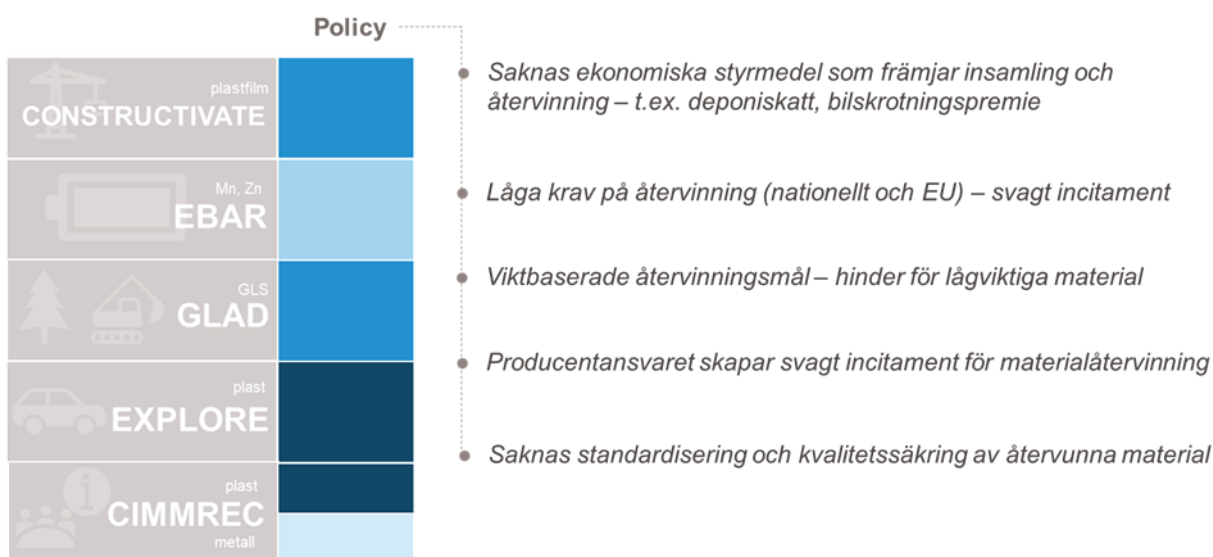 Policy
plastfilm
CONSTRUCTIVATE
Mn, Zn
EBAR
GLS
GLAD
plast
EXPLORE
plast
i
CIMMREC
metall
Saknas ekonomiska styrmedel som främjar insamling och
återvinning – t.ex. deponiskatt, bilskrotningspremie
Låga krav på återvinning (nationellt och EU) – svagt incitament
Viktbaserade återvinningsmål – hinder för lågviktiga material
Producentansvaret skapar svagt incitament för materialåtervinning
Saknas standardisering och kvalitetssäkring av återvunna material